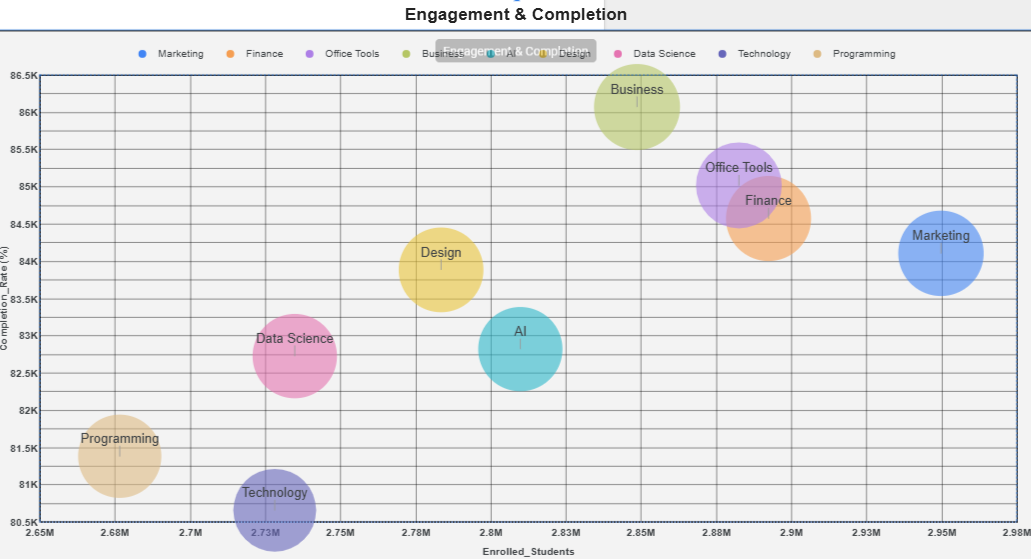 Engagement & Completion
Engagement & Completion
Marketing Finance Office Tools Business AI Design Data Science Technology Programming
86.5K
86K
85.5K
85K
84.5K
84K
83.5K
83K
82.5K
82K
81.5K
81K
80.5K
Completion_Rate (%)
Business
Office Tools
Finance
Marketing
Design
AI
Data Science
Programming
Technology
2.65M 2.68M 2.7M 2.73M 2.75M 2.78M 2.8M 2.83M 2.85M 2.88M 2.9M 2.93M 2.95M 2.98M
Enrolled_Students